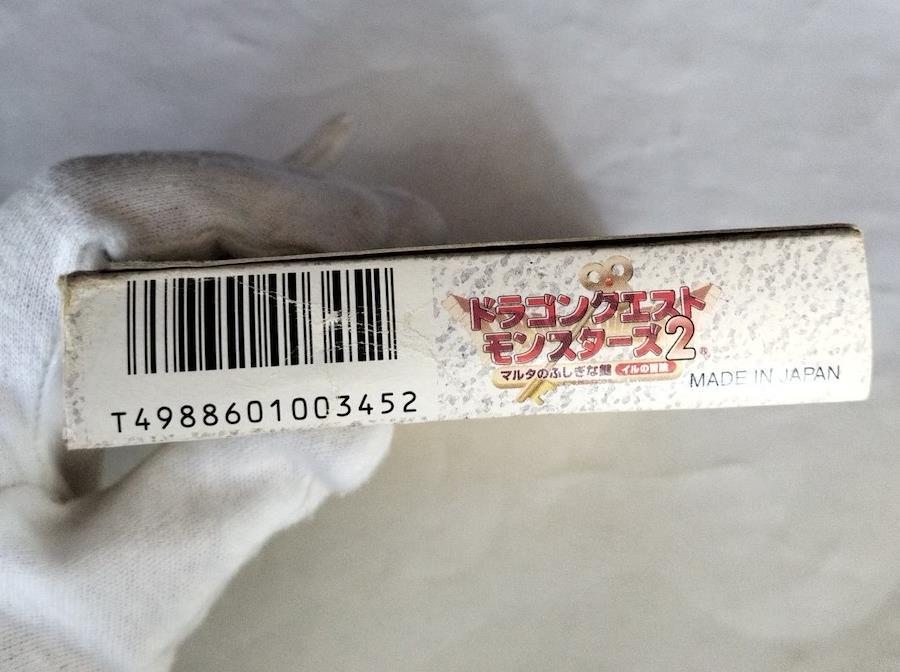 T4988601003452
ドラゴンクエスト
モンスターズ2®
マルタのふしぎな鍵 イルの冒険
MADE IN JAPAN